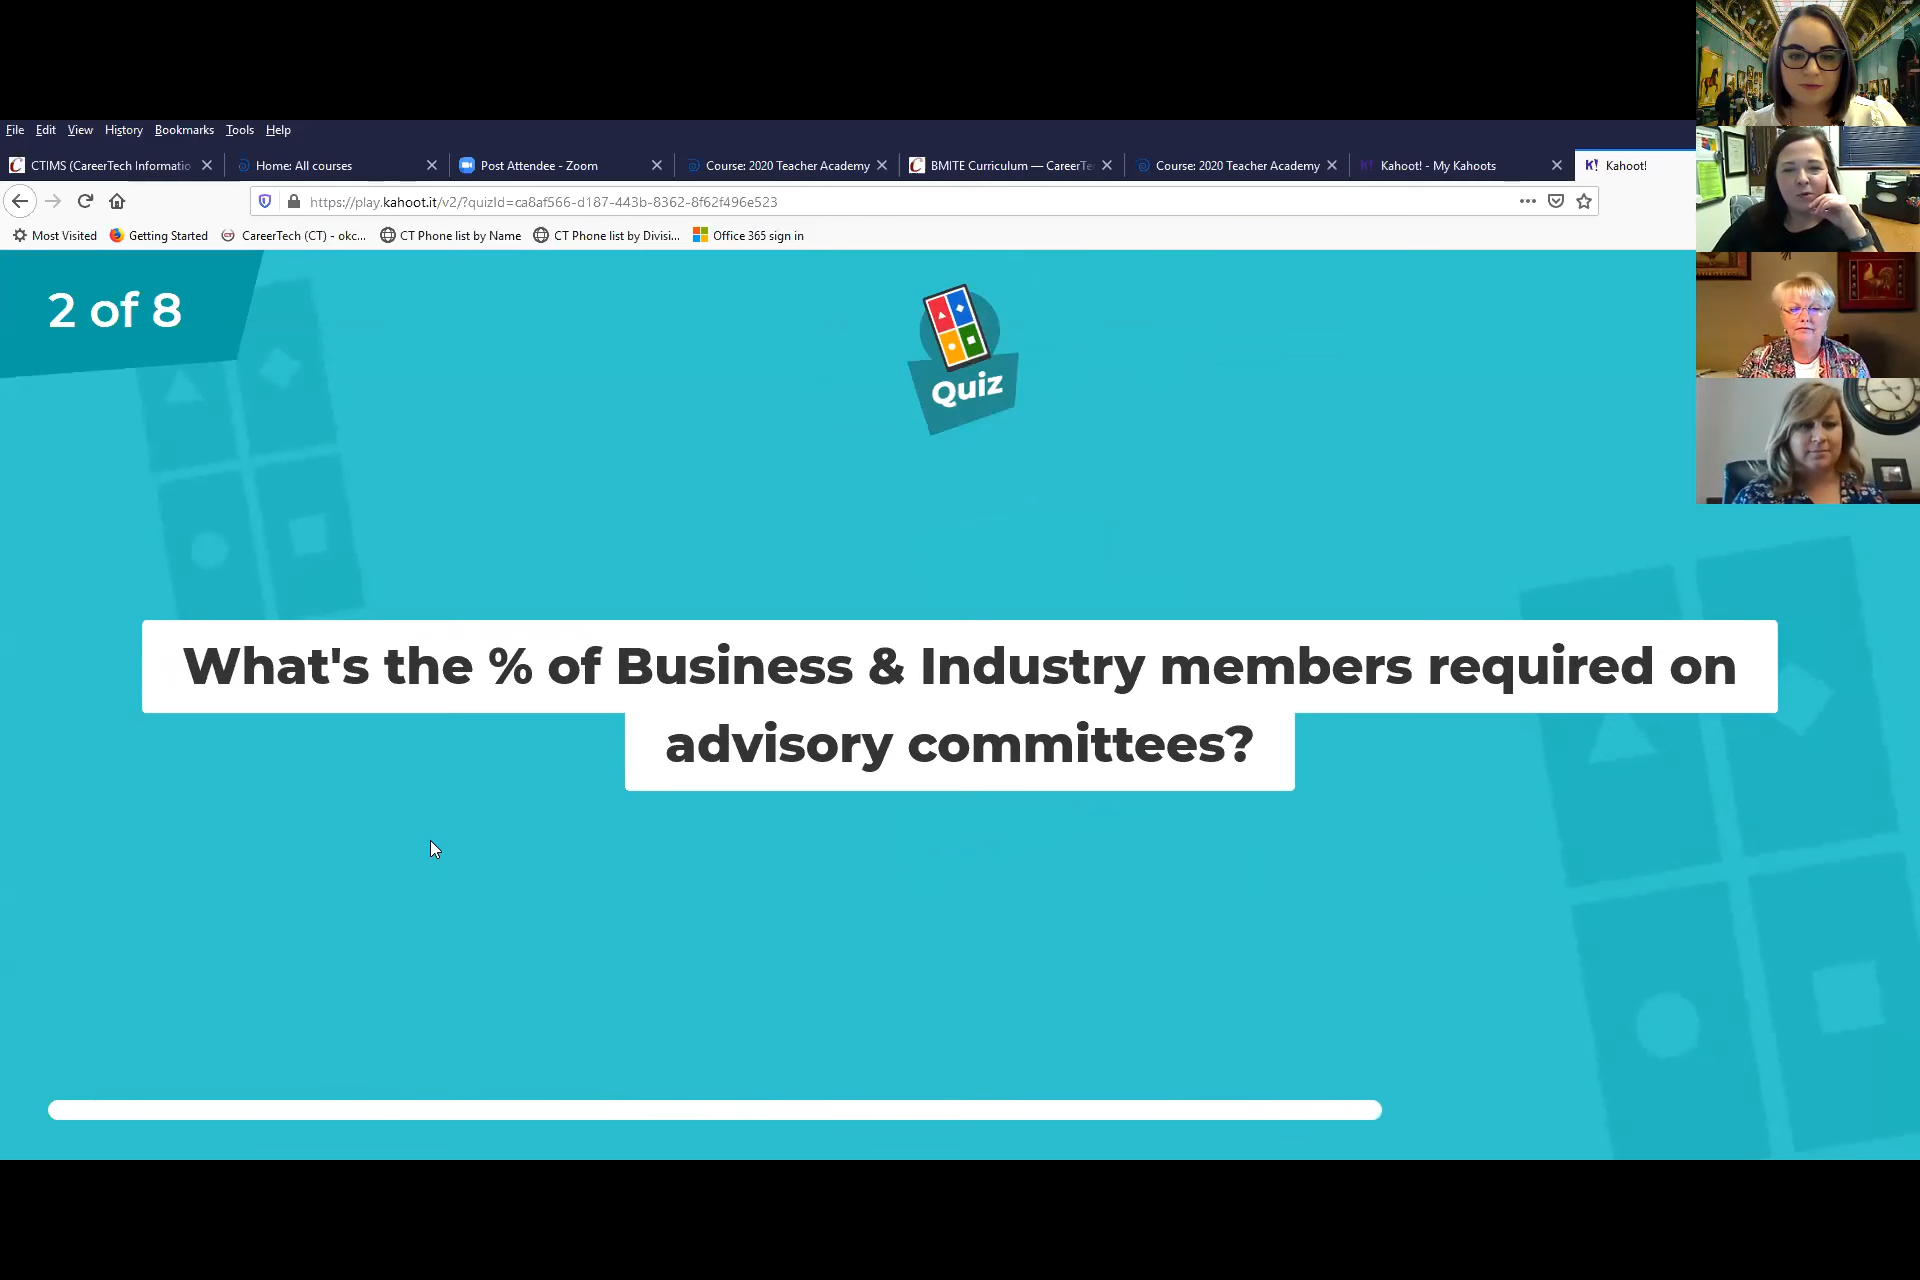 File Edit View History Bookmarks Tools Help
CTIMS (CareerTech Informatio
Home: All courses
Post Attendee - Zoom
Course: 2020 Teacher Academy
BMITE Curriculum — CareerTe
Course: 2020 Teacher Academy
K! Kahoot! - My Kahoots
K! Kahoot!
https://play.kahoot.it/v2/?quizId=ca8af566-d187-443b-8362-8f62f496e523
Most Visited Getting Started CareerTech (CT) - okc... CT Phone list by Name CT Phone list by Divisi... Office 365 sign in
2 of 8
Quiz
What's the % of Business & Industry members required on
advisory committees?